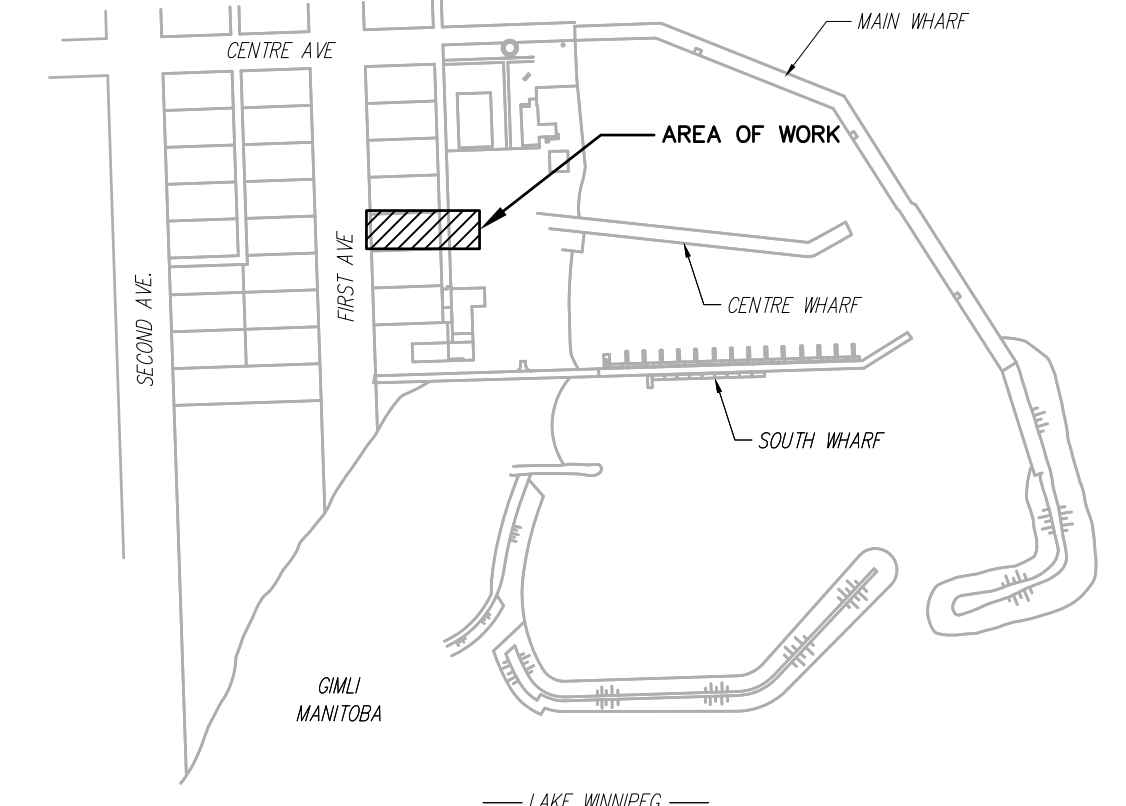 MAIN WHARF
CENTRE AVE
AREA OF WORK
FIRST AVE
SECOND AVE.
CENTRE WHARF
SOUTH WHARF
GIMLI
MANITOBA
LAKE WINNIPEG